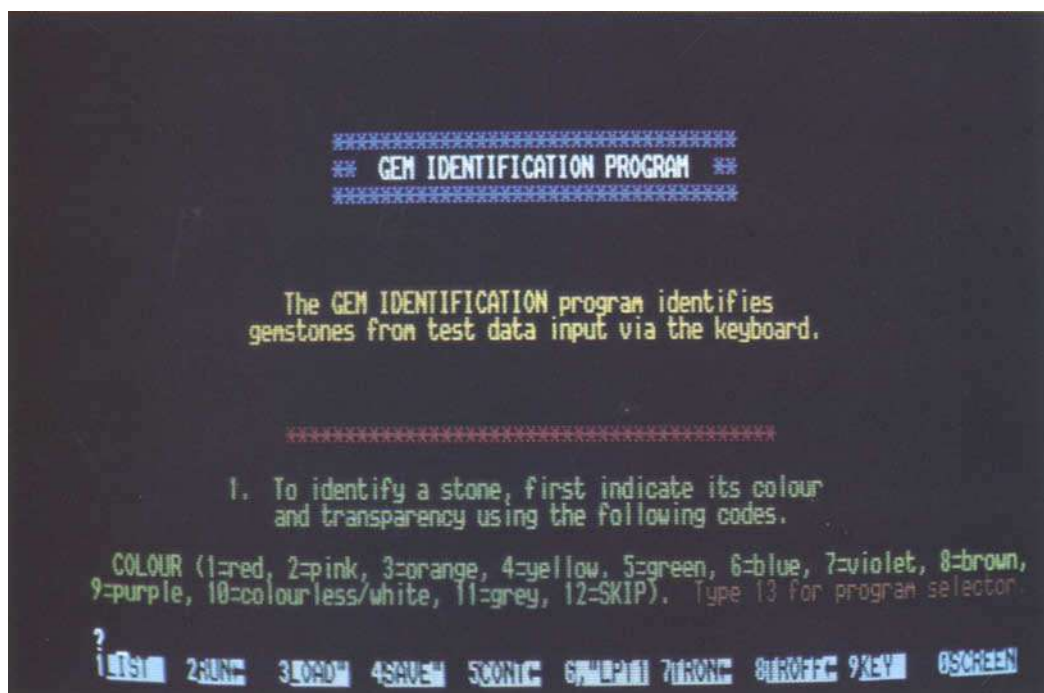 ***********************************
** GEM IDENTIFICATION PROGRAM **
***********************************
The GEM IDENTIFICATION program identifies
gemstones from test data input via the keyboard.
******************************************
1. To identify a stone, first indicate its colour
and transparency using the following codes.
COLOUR (1=red, 2=pink, 3=orange, 4=yellow, 5=green, 6=blue, 7=violet, 8=brown,
9=purple, 10=colourless/white, 11=grey, 12=SKIP). Type 13 for program selector.
?
1LIST 2RUN← 3LOAD" 4SAVE" 5CONT← 6,"LPT1 7TRON← 8TROFF← 9KEY 0SCREEN